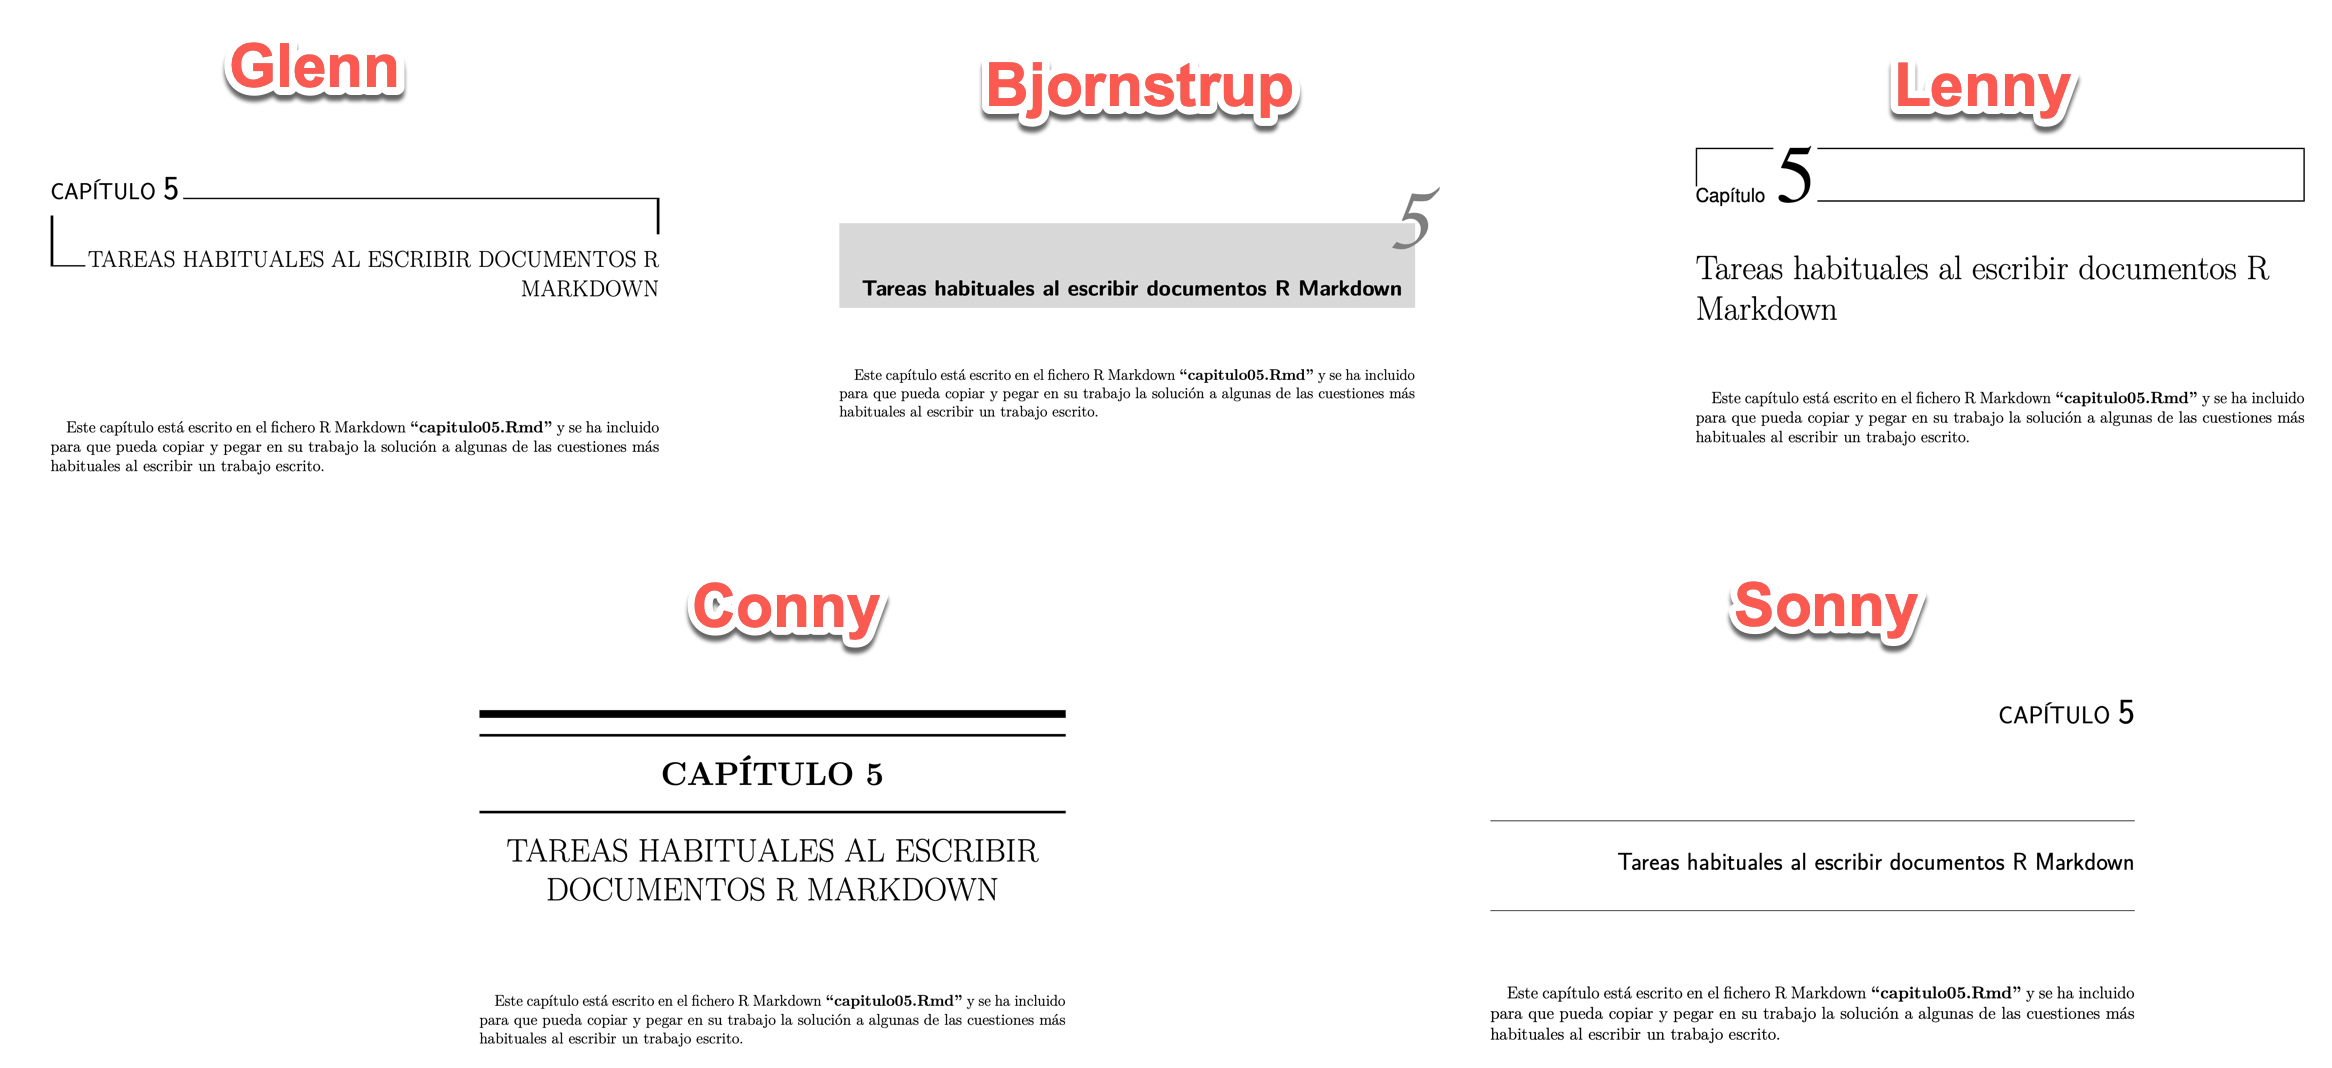 Glenn
CAPÍTULO 5
TAREAS HABITUALES AL ESCRIBIR DOCUMENTOS R
MARKDOWN
Este capítulo está escrito en el fichero R Markdown “capitulo05.Rmd” y se ha incluido
para que pueda copiar y pegar en su trabajo la solución a algunas de las cuestiones más
habituales al escribir un trabajo escrito.
Bjornstrup
5
Tareas habituales al escribir documentos R Markdown
Este capítulo está escrito en el fichero R Markdown “capitulo05.Rmd” y se ha incluido
para que pueda copiar y pegar en su trabajo la solución a algunas de las cuestiones más
habituales al escribir un trabajo escrito.
Lenny
Capítulo 5
Tareas habituales al escribir documentos R
Markdown
Este capítulo está escrito en el fichero R Markdown “capitulo05.Rmd” y se ha incluido
para que pueda copiar y pegar en su trabajo la solución a algunas de las cuestiones más
habituales al escribir un trabajo escrito.
Conny
CAPÍTULO 5
TAREAS HABITUALES AL ESCRIBIR
DOCUMENTOS R MARKDOWN
Este capítulo está escrito en el fichero R Markdown “capitulo05.Rmd” y se ha incluido
para que pueda copiar y pegar en su trabajo la solución a algunas de las cuestiones más
habituales al escribir un trabajo escrito.
Sonny
CAPÍTULO 5
Tareas habituales al escribir documentos R Markdown
Este capítulo está escrito en el fichero R Markdown “capitulo05.Rmd” y se ha incluido
para que pueda copiar y pegar en su trabajo la solución a algunas de las cuestiones más
habituales al escribir un trabajo escrito.